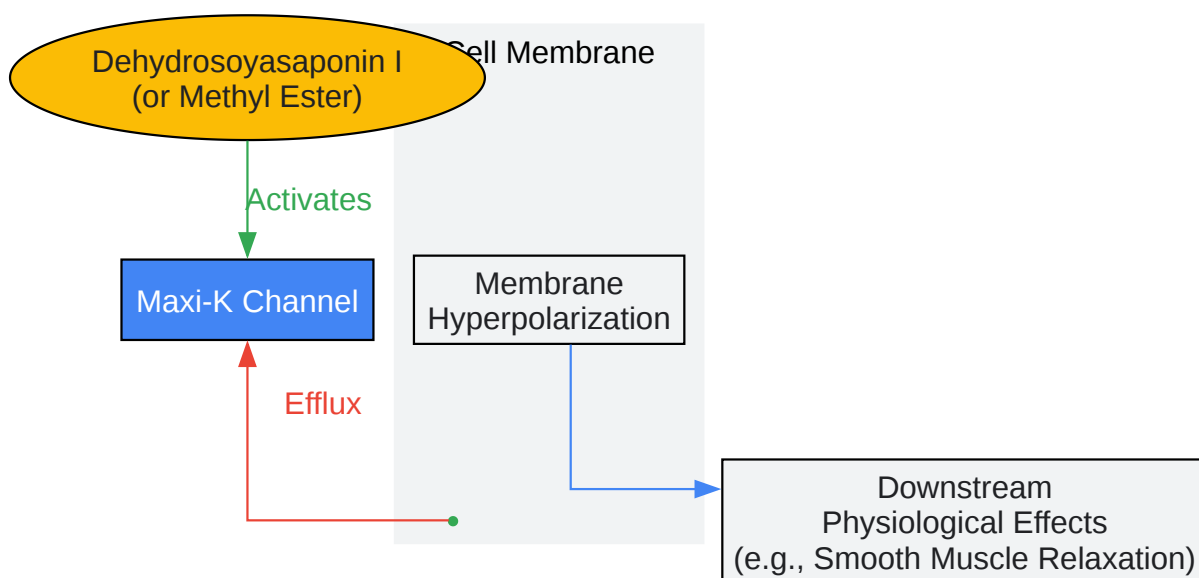 Cell Membrane
Dehydrosoyasaponin I
(or Methyl Ester)
Activates
Maxi-K Channel
Membrane
Hyperpolarization
Efflux
Downstream
Physiological Effects
(e.g., Smooth Muscle Relaxation)